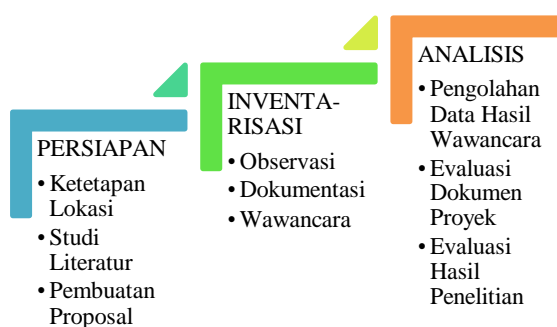 PERSIAPAN
• Ketetapan
Lokasi
• Studi
Literatur
• Pembuatan
Proposal
INVENTA-
RISASI
• Observasi
• Dokumentasi
• Wawancara
ANALISIS
• Pengolahan
Data Hasil
Wawancara
• Evaluasi
Dokumen
Proyek
• Evaluasi
Hasil
Penelitian